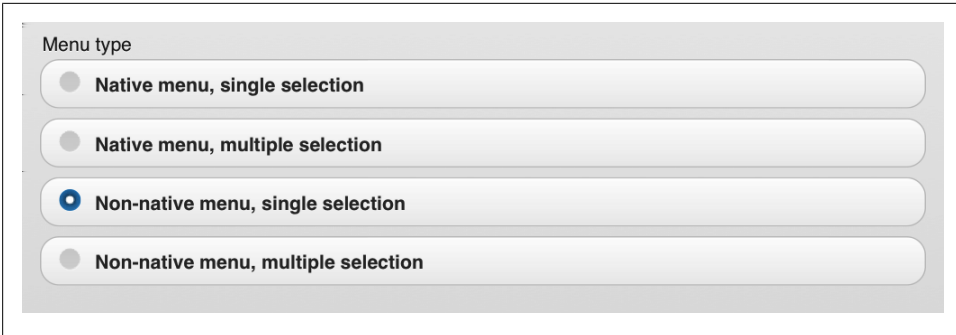 Menu type
Native menu, single selection
Native menu, multiple selection
Non-native menu, single selection
Non-native menu, multiple selection